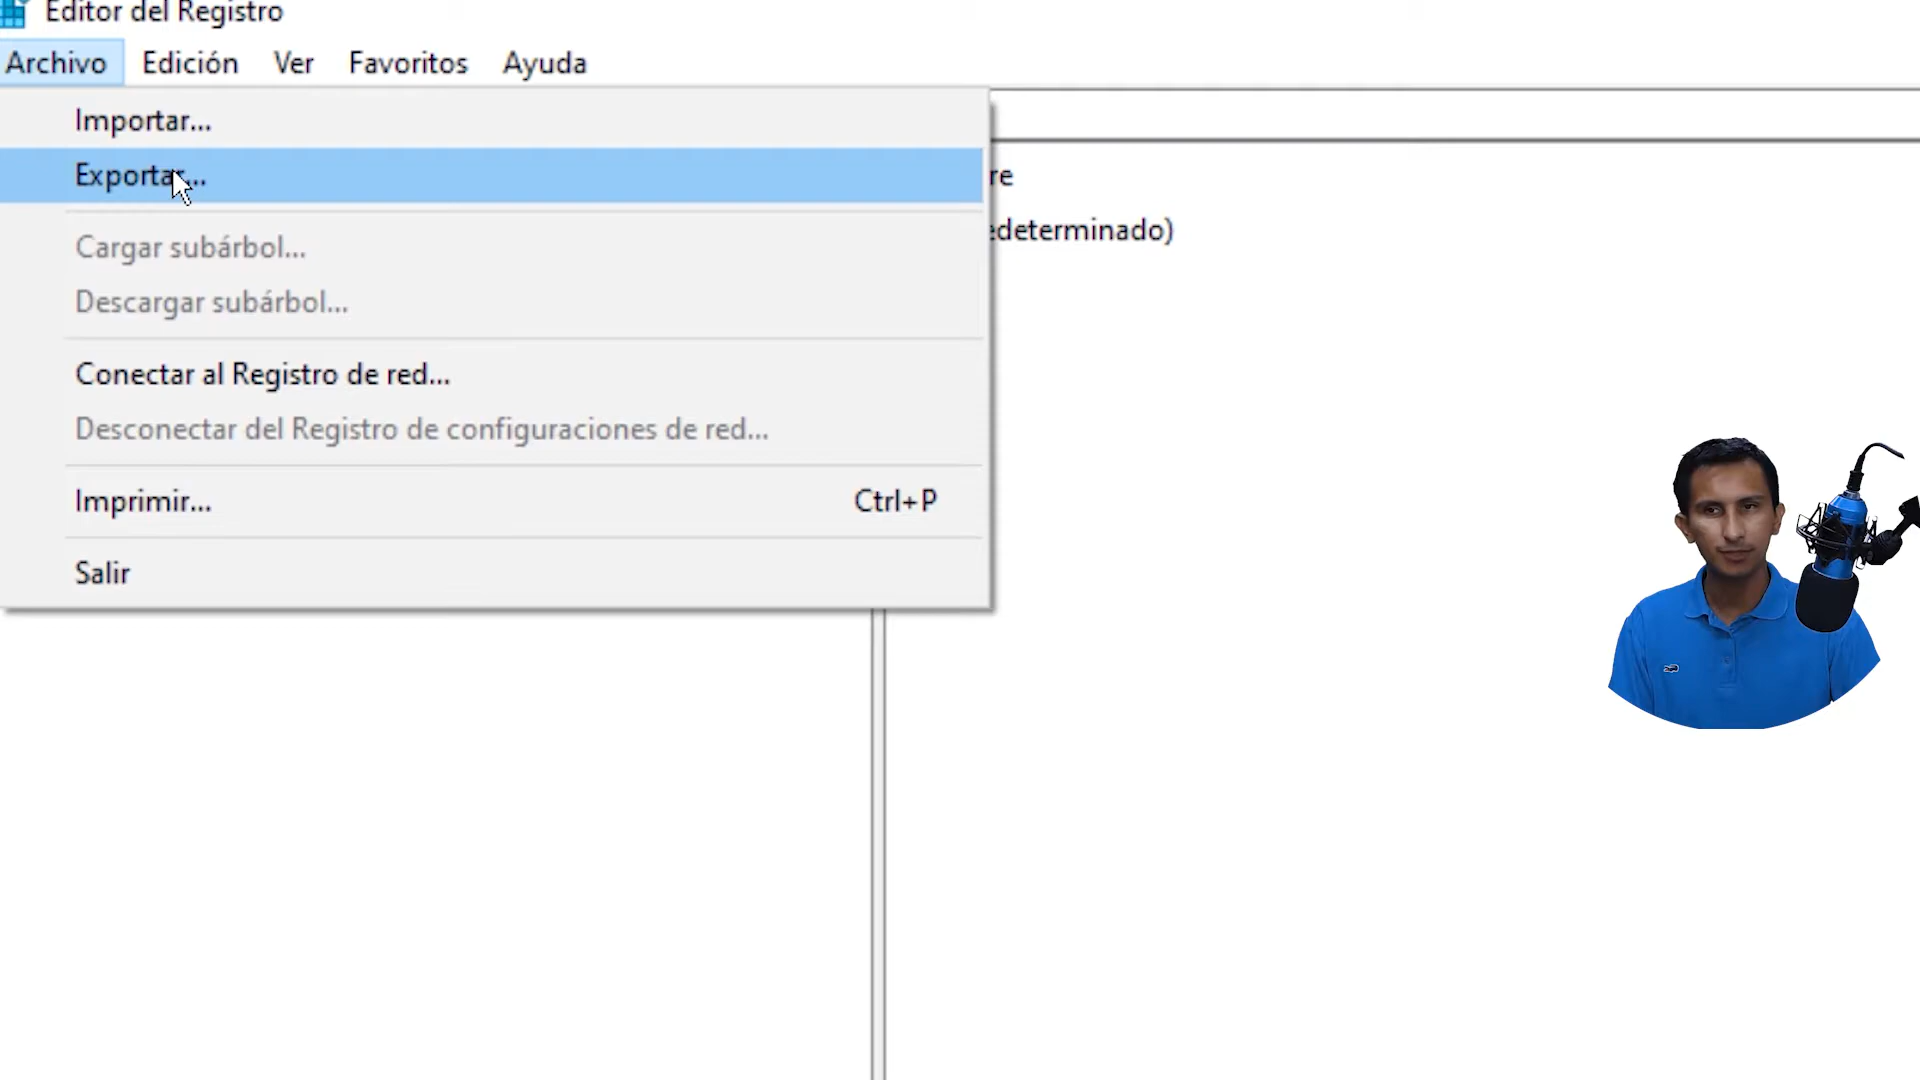 Editor del Registro
Archivo Edición Ver Favoritos Ayuda
Importar...
Exportar...
Cargar subárbol...
Descargar subárbol...
Conectar al Registro de red...
Desconectar del Registro de configuraciones de red...
Imprimir... Ctrl+P
Salir
re
edeterminado)